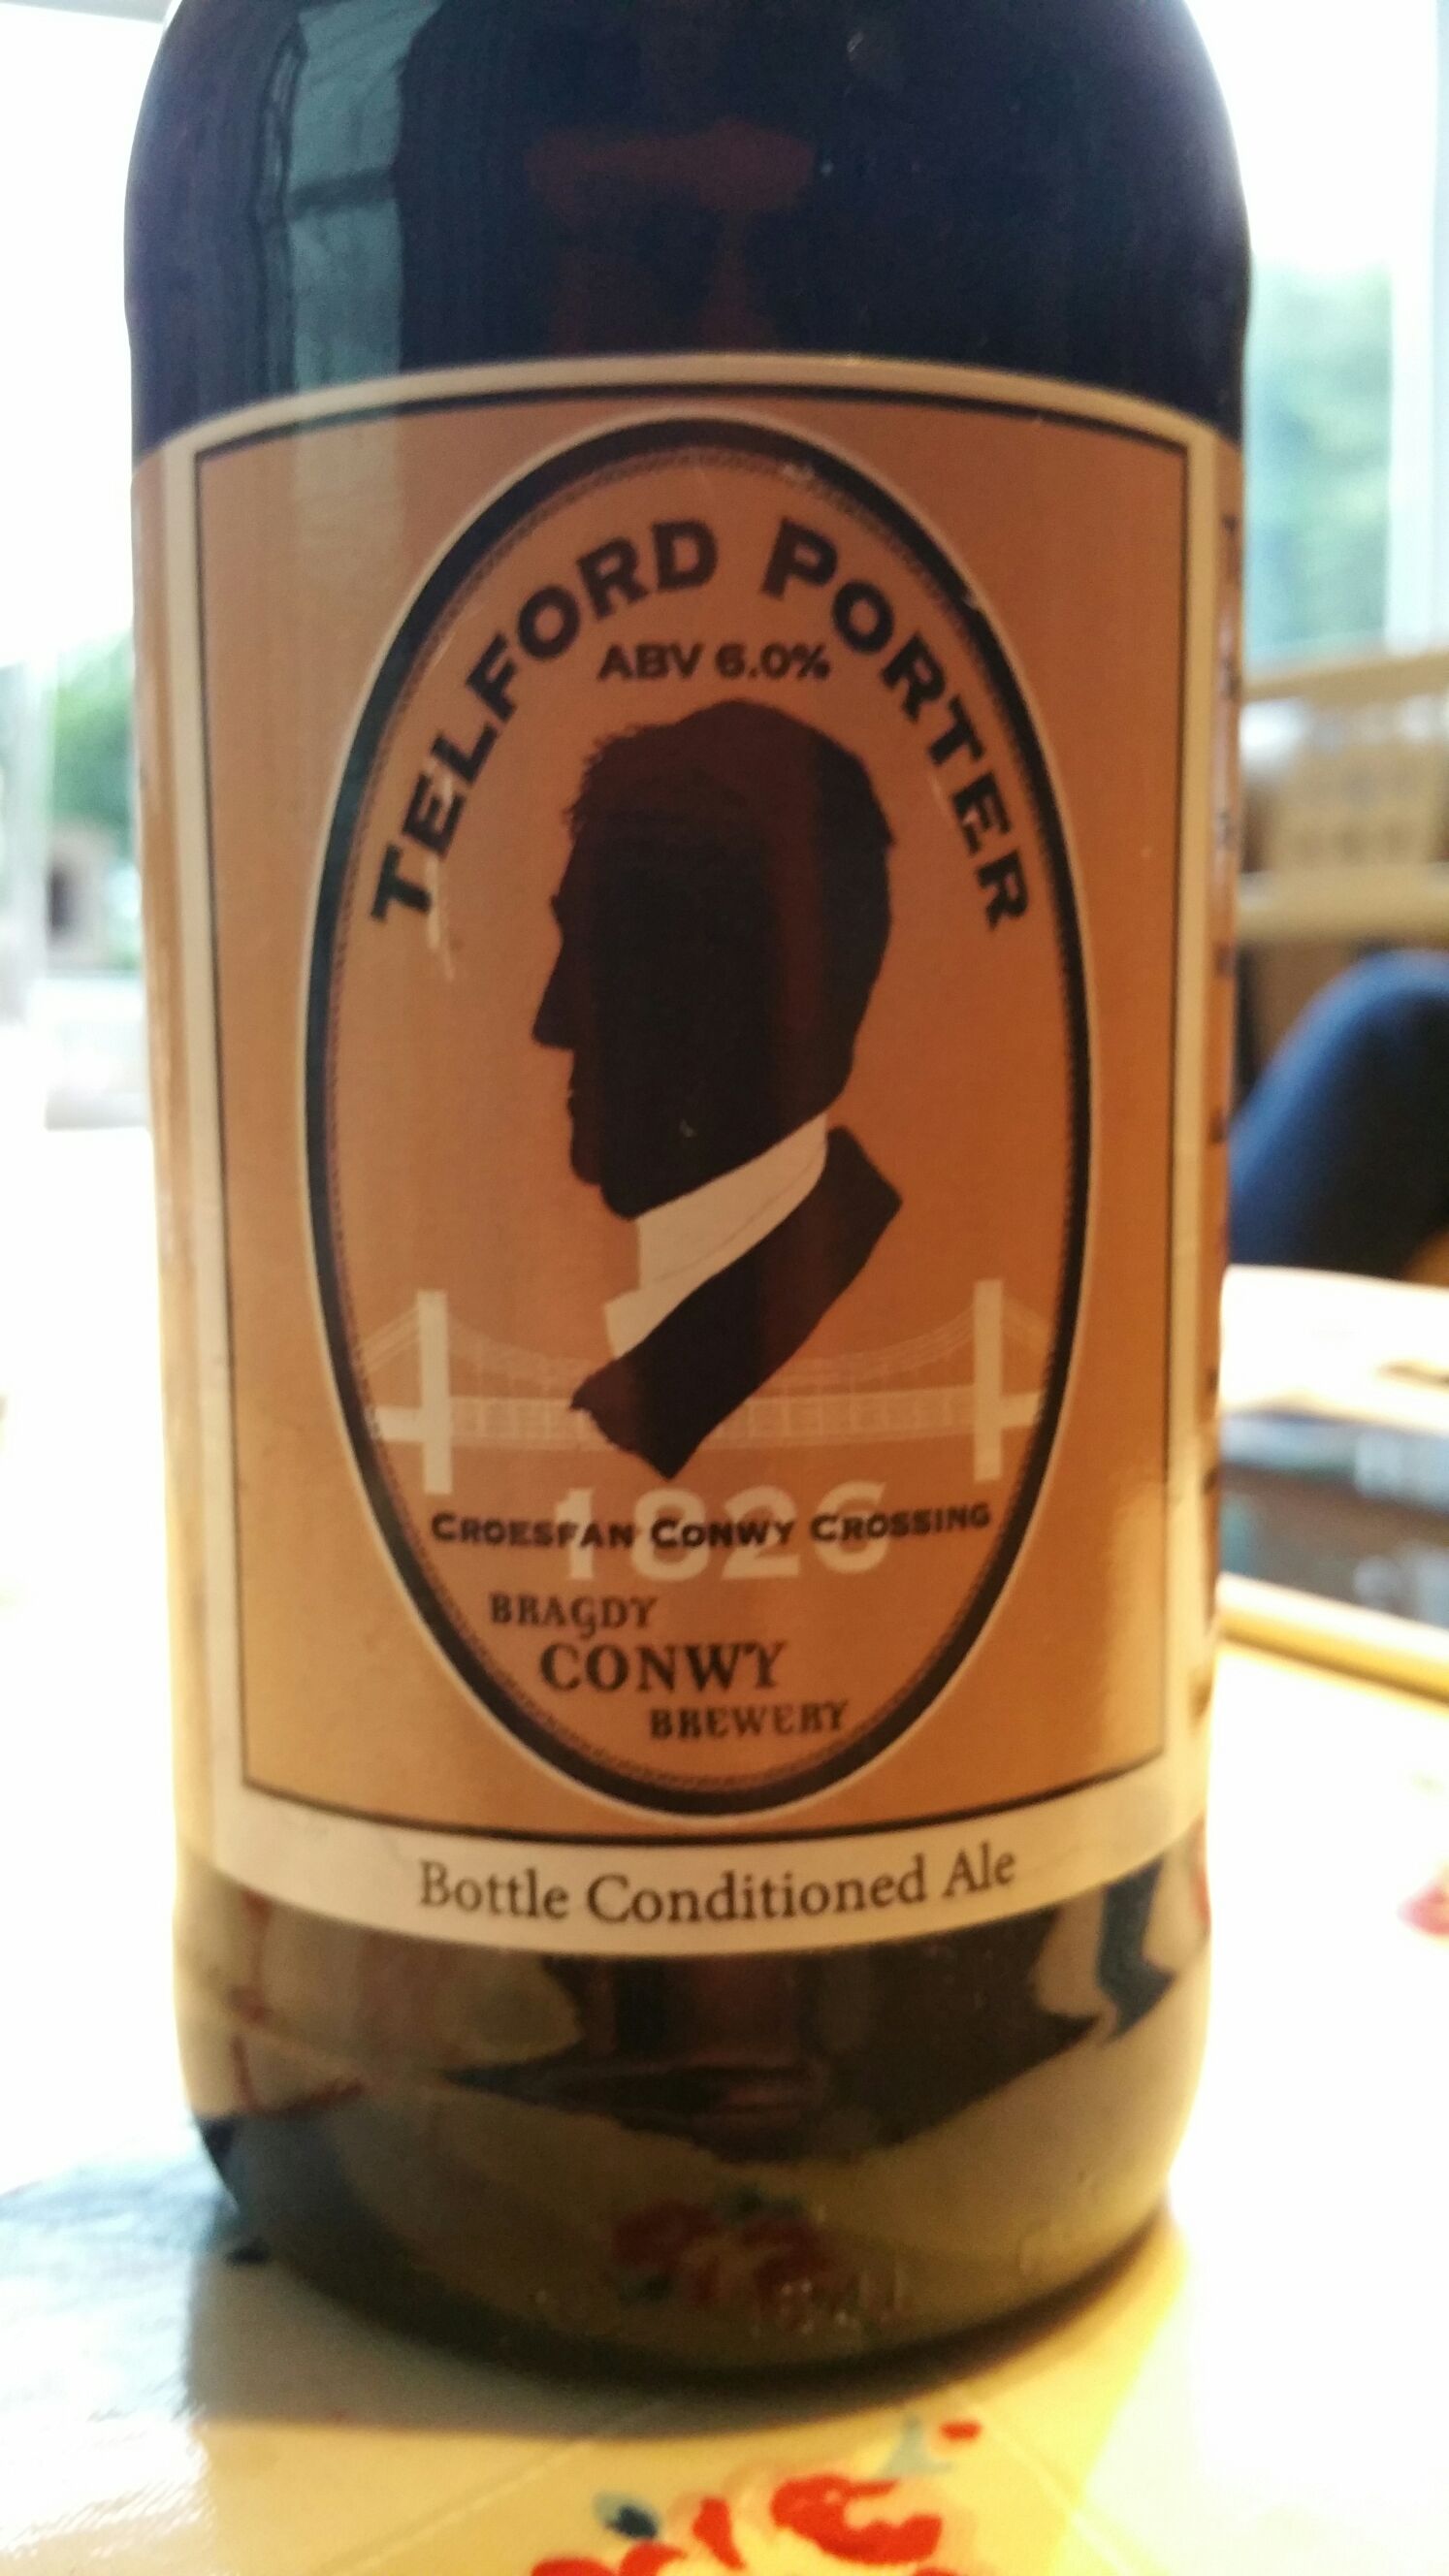 TELFORD PORTER
ABV 6.0%
1826
CROESFAN CONWY CROSSING
BRAGDY
CONWY
BREWERY
Bottle Conditioned Ale